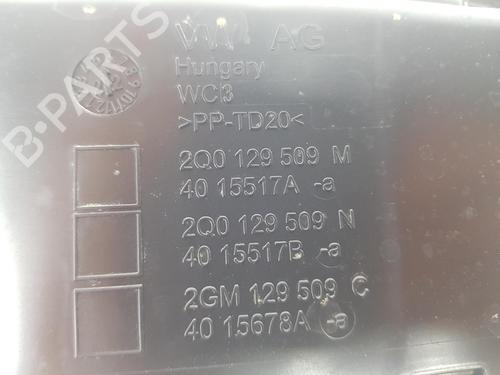 VW AG
Hungary
WCI3
>PP-TD20<
2Q0 129 509 M
40 15517A -a
2Q0 129 509 N
40 15517B -a
2GM 129 509 C
40 15678A -a
B-PARTS